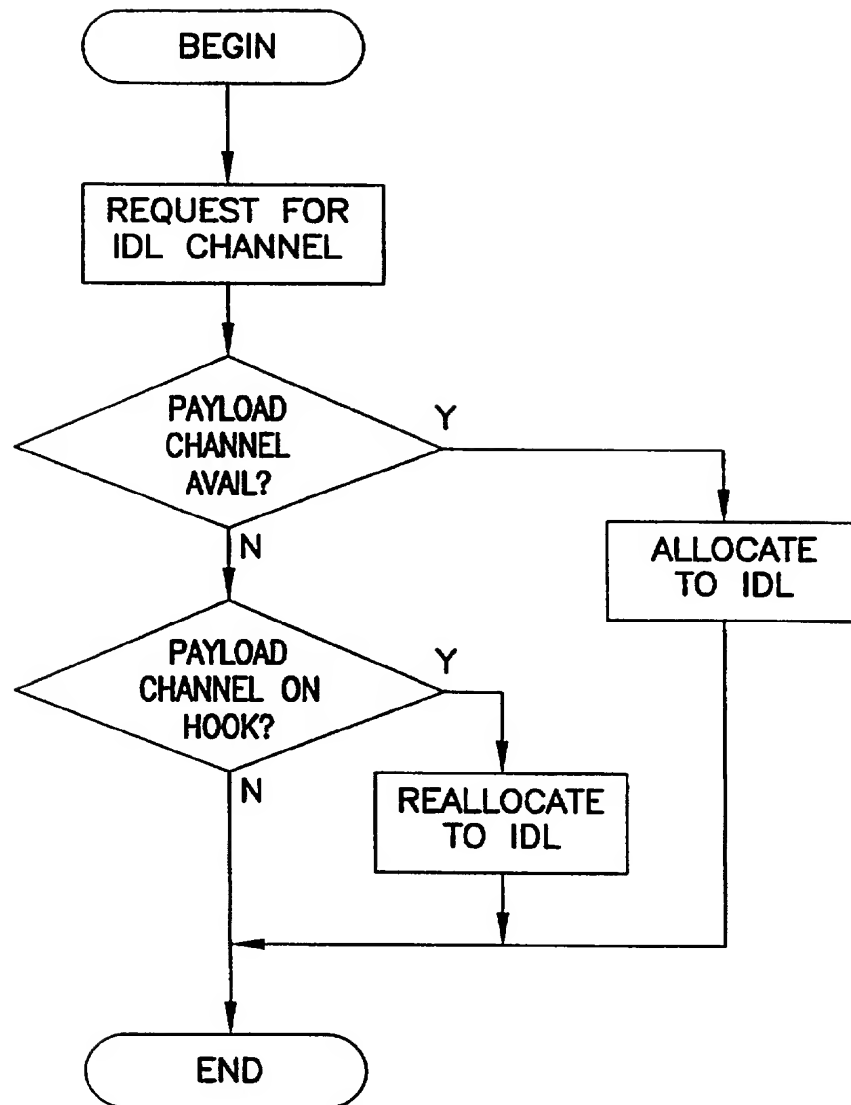 BEGIN
REQUEST FOR
IDL CHANNEL
PAYLOAD
CHANNEL
AVAIL?
Y
N
ALLOCATE
TO IDL
PAYLOAD
CHANNEL ON
HOOK?
Y
N
REALLOCATE
TO IDL
END